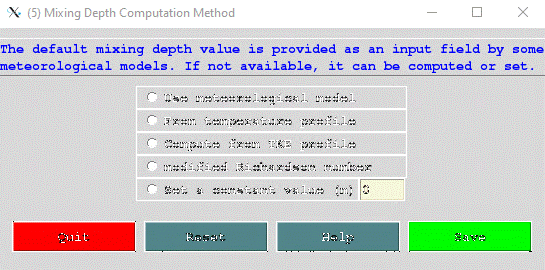 (5) Mixing Depth Computation Method
The default mixing depth value is provided as an input field by some
meteorological models. If not available, it can be computed or set.
Use meteorological model
From temperature profile
Compute from TKE profile
modified Richardson number
Set a constant value (m) 0
Quit Reset Help Save